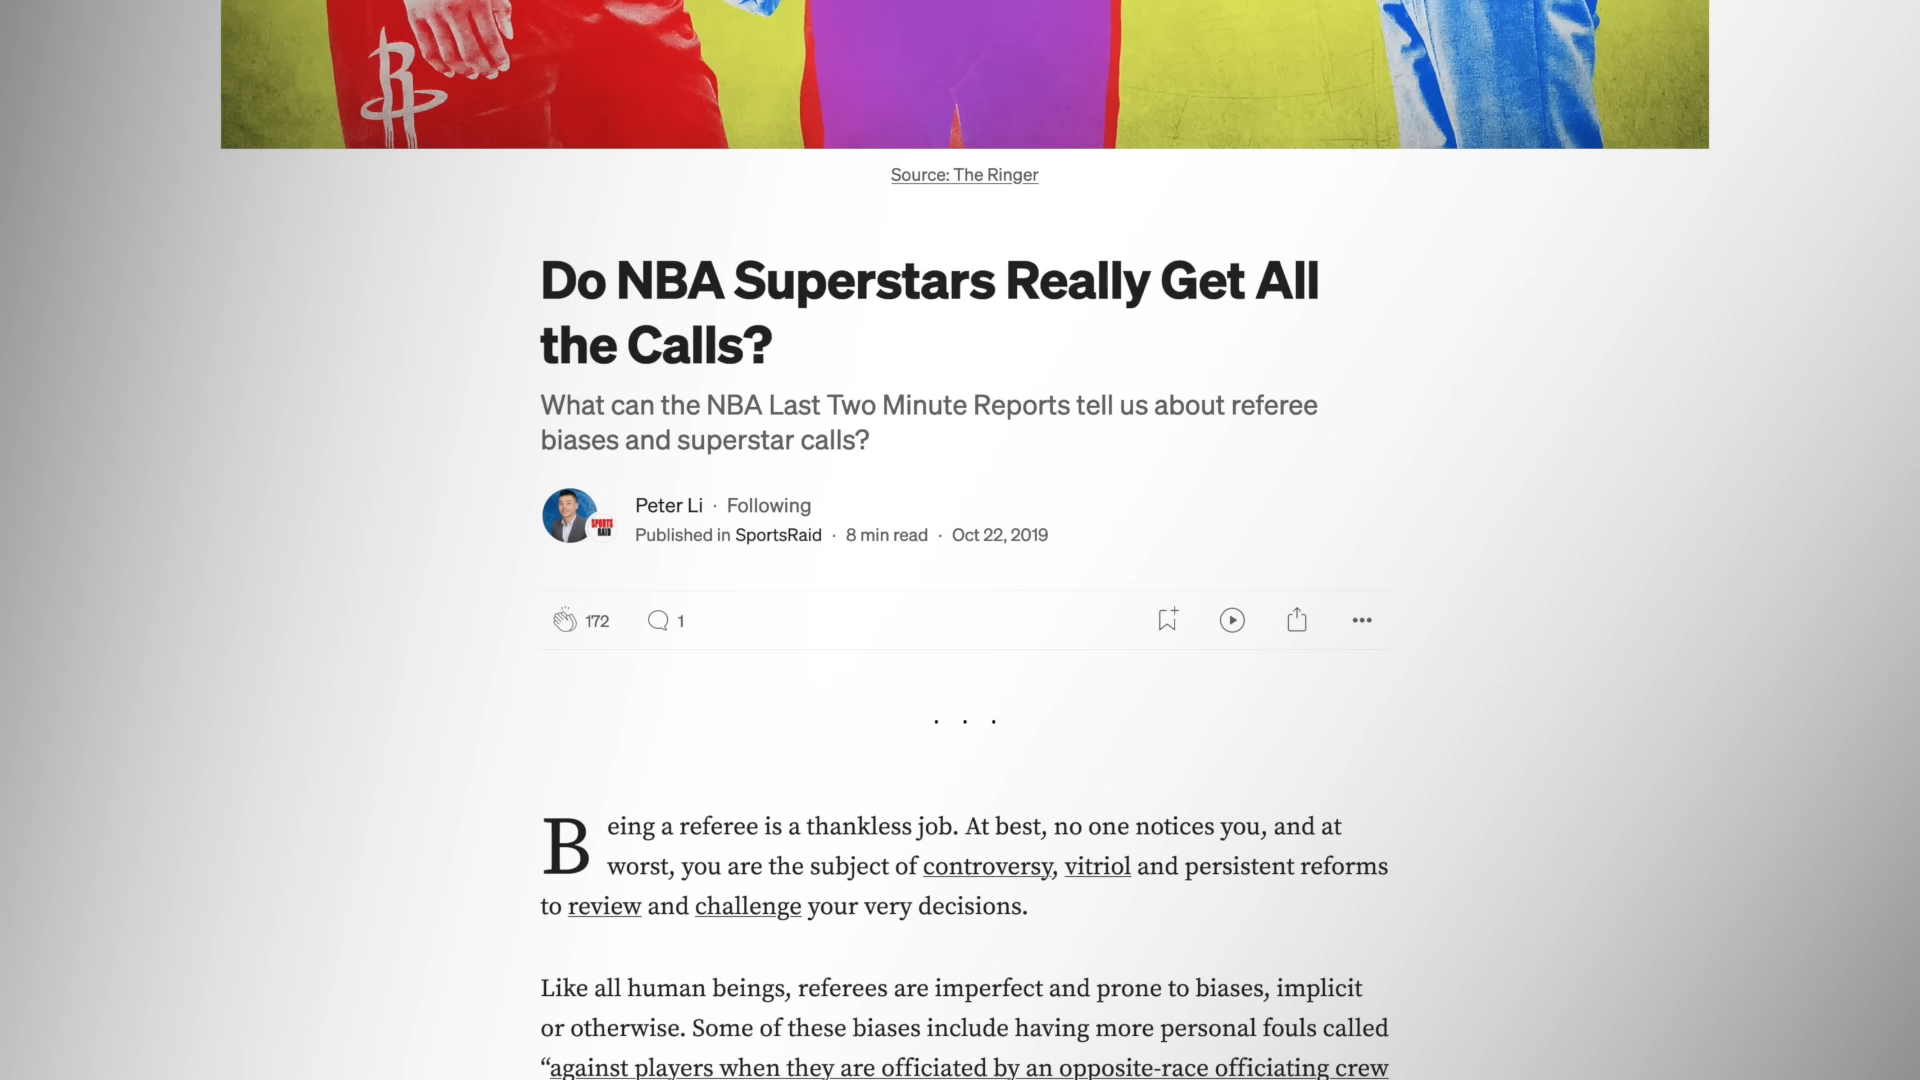 Source: The Ringer
Do NBA Superstars Really Get All
the Calls?
What can the NBA Last Two Minute Reports tell us about referee
biases and superstar calls?
Peter Li · Following
SPORTS
RAID
Published in SportsRaid · 8 min read · Oct 22, 2019
172 1
. . .
Being a referee is a thankless job. At best, no one notices you, and at
worst, you are the subject of controversy, vitriol and persistent reforms
to review and challenge your very decisions.
Like all human beings, referees are imperfect and prone to biases, implicit
or otherwise. Some of these biases include having more personal fouls called
“against players when they are officiated by an opposite-race officiating crew